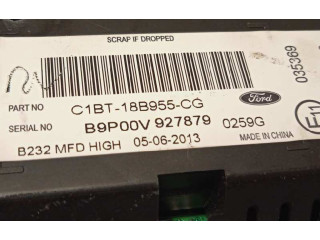 SCRAP IF DROPPED
PART NO C1BT-18B955-CG
Ford
SERIAL NO B9P00V 927879 0259G
B232 MFD HIGH 05-06-2013 MADE IN CHINA
035369
E11